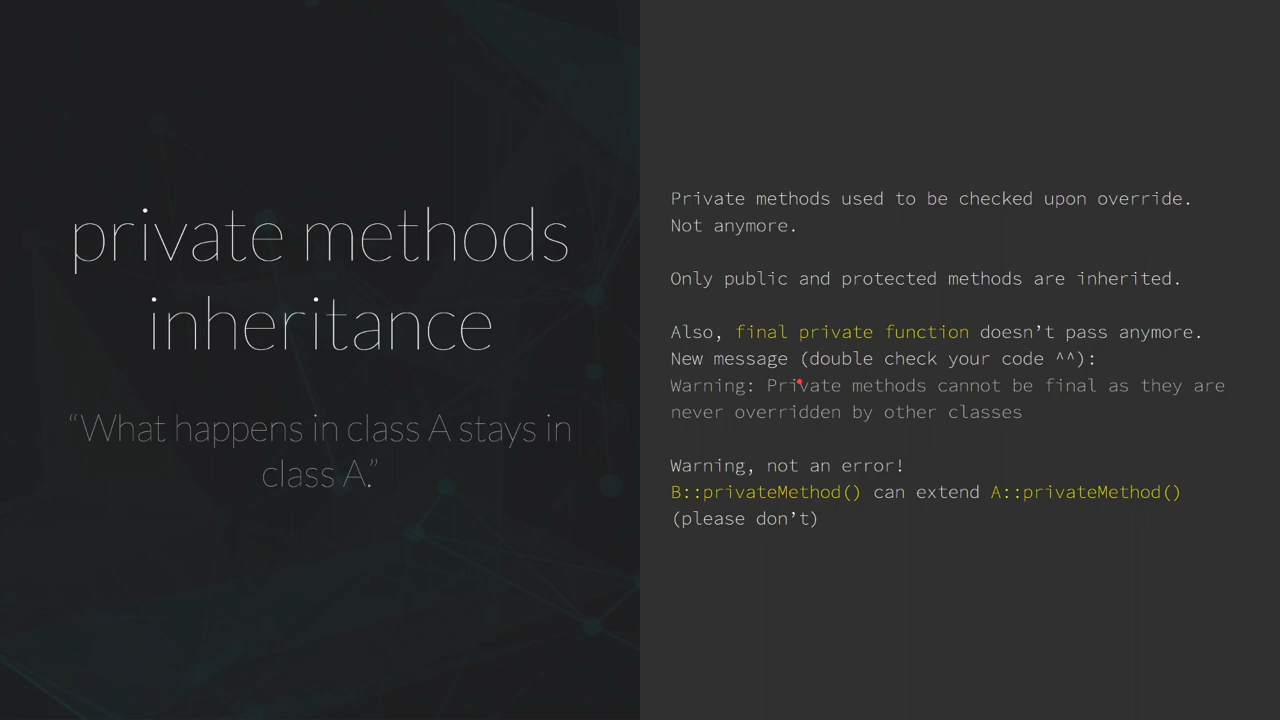 private methods
inheritance
“What happens in class A stays in
class A.”
Private methods used to be checked upon override.
Not anymore.
Only public and protected methods are inherited.
Also, final private function doesn’t pass anymore.
New message (double check your code ^^):
Warning: Private methods cannot be final as they are
never overridden by other classes
Warning, not an error!
B::privateMethod() can extend A::privateMethod()
(please don’t)